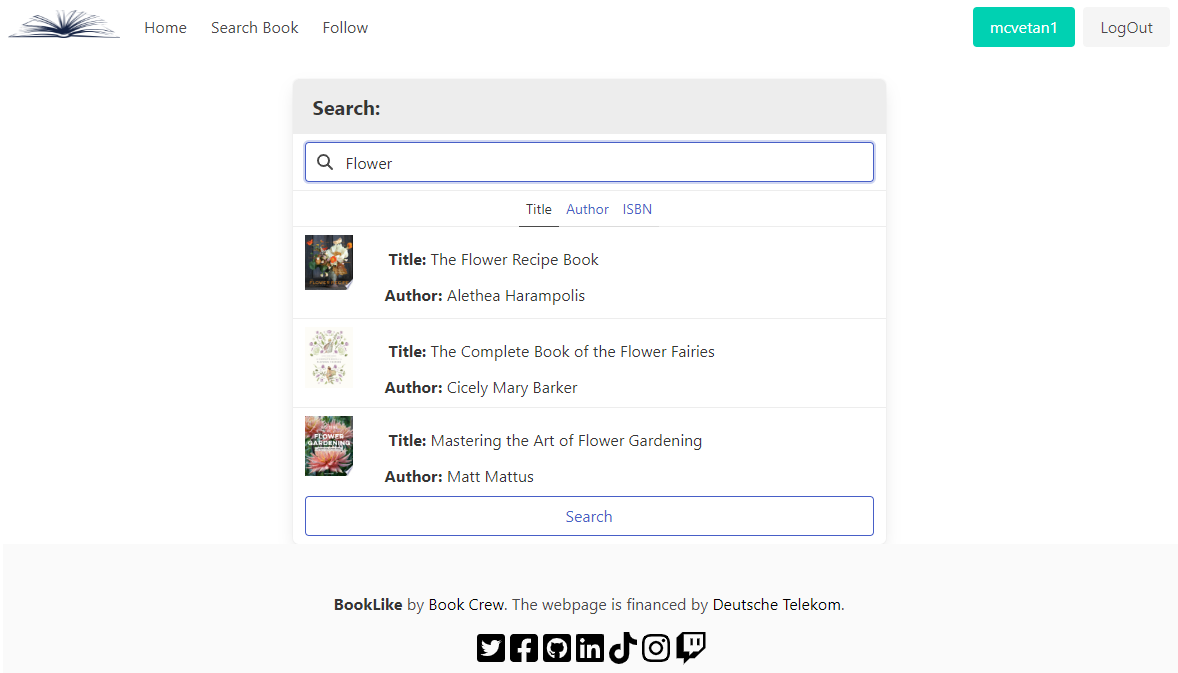 Home Search Book Follow mcvetan1 LogOut
Search:
Flower
Title Author ISBN
Title: The Flower Recipe Book
Author: Alethea Harampolis
Title: The Complete Book of the Flower Fairies
Author: Cicely Mary Barker
FLOWER
GARDENING
Title: Mastering the Art of Flower Gardening
Author: Matt Mattus
Search
BookLike by Book Crew. The webpage is financed by Deutsche Telekom.